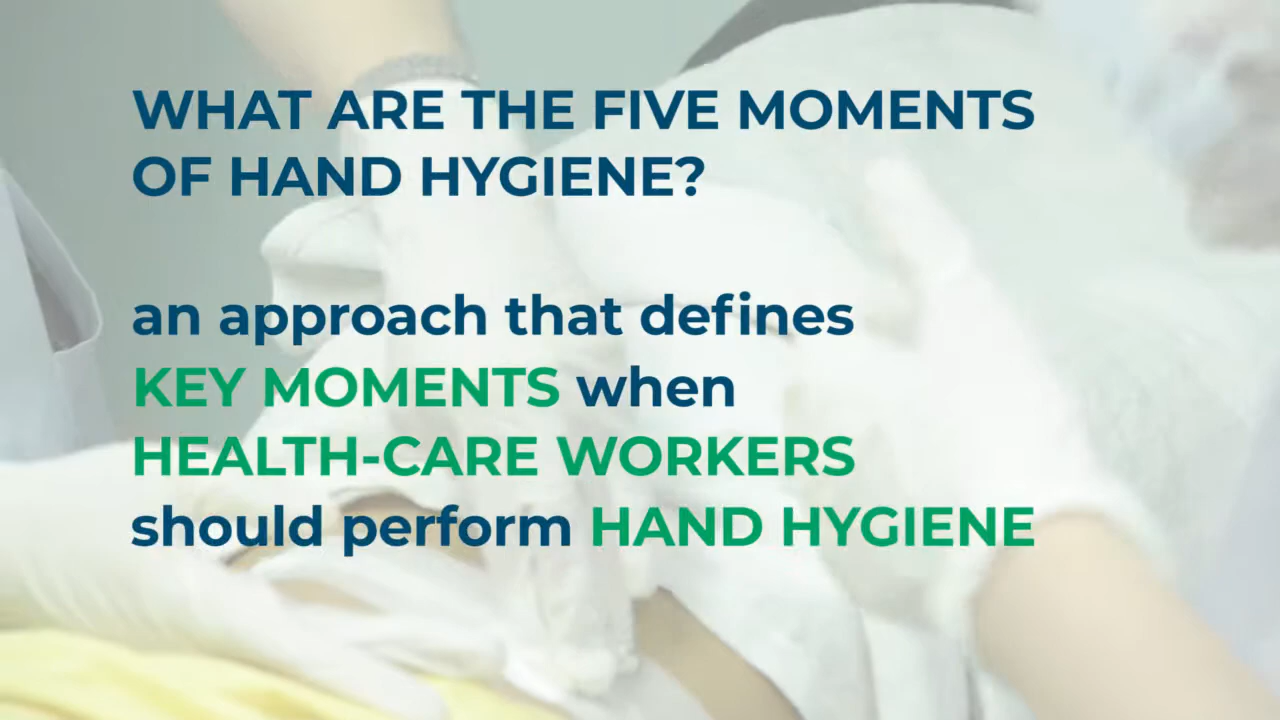 WHAT ARE THE FIVE MOMENTS
OF HAND HYGIENE?
an approach that defines
KEY MOMENTS when
HEALTH-CARE WORKERS
should perform HAND HYGIENE